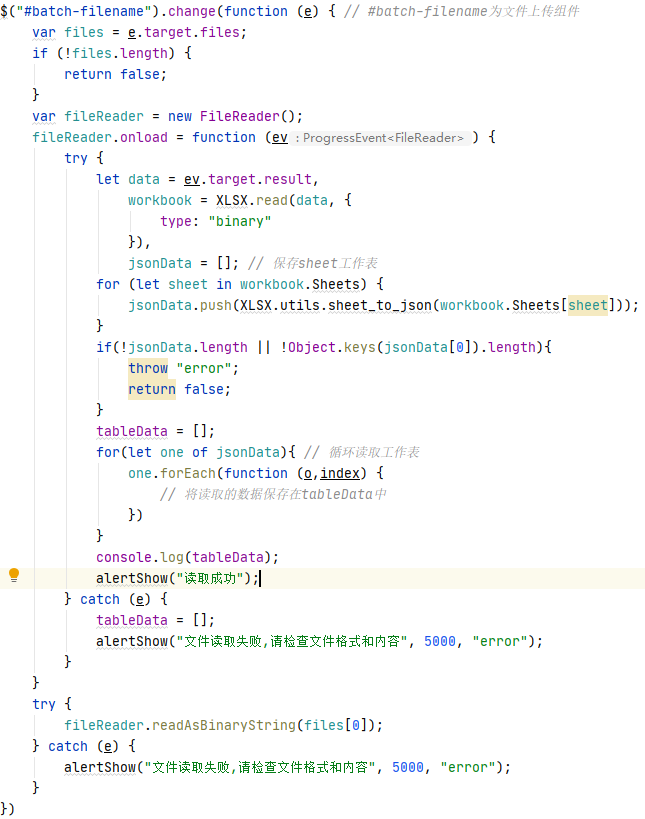 $("#batch-filename").change(function (e) { // #batch-filename为文件上传组件
    var files = e.target.files;
    if (!files.length) {
        return false;
    }
    var fileReader = new FileReader();
    fileReader.onload = function (ev : ProgressEvent<FileReader> ) {
        try {
            let data = ev.target.result,
                workbook = XLSX.read(data, {
                    type: "binary"
                }),
                jsonData = []; // 保存sheet工作表
            for (let sheet in workbook.Sheets) {
                jsonData.push(XLSX.utils.sheet_to_json(workbook.Sheets[sheet]));
            }
            if(!jsonData.length || !Object.keys(jsonData[0]).length){
                throw "error";
                return false;
            }
            tableData = [];
            for(let one of jsonData){ // 循环读取工作表
                one.forEach(function (o,index) {
                    // 将读取的数据保存在tableData中
                })
            }
            console.log(tableData);
            alertShow("读取成功");
        } catch (e) {
            tableData = [];
            alertShow("文件读取失败,请检查文件格式和内容", 5000, "error");
        }
    }
    try {
        fileReader.readAsBinaryString(files[0]);
    } catch (e) {
        alertShow("文件读取失败,请检查文件格式和内容", 5000, "error");
    }
})